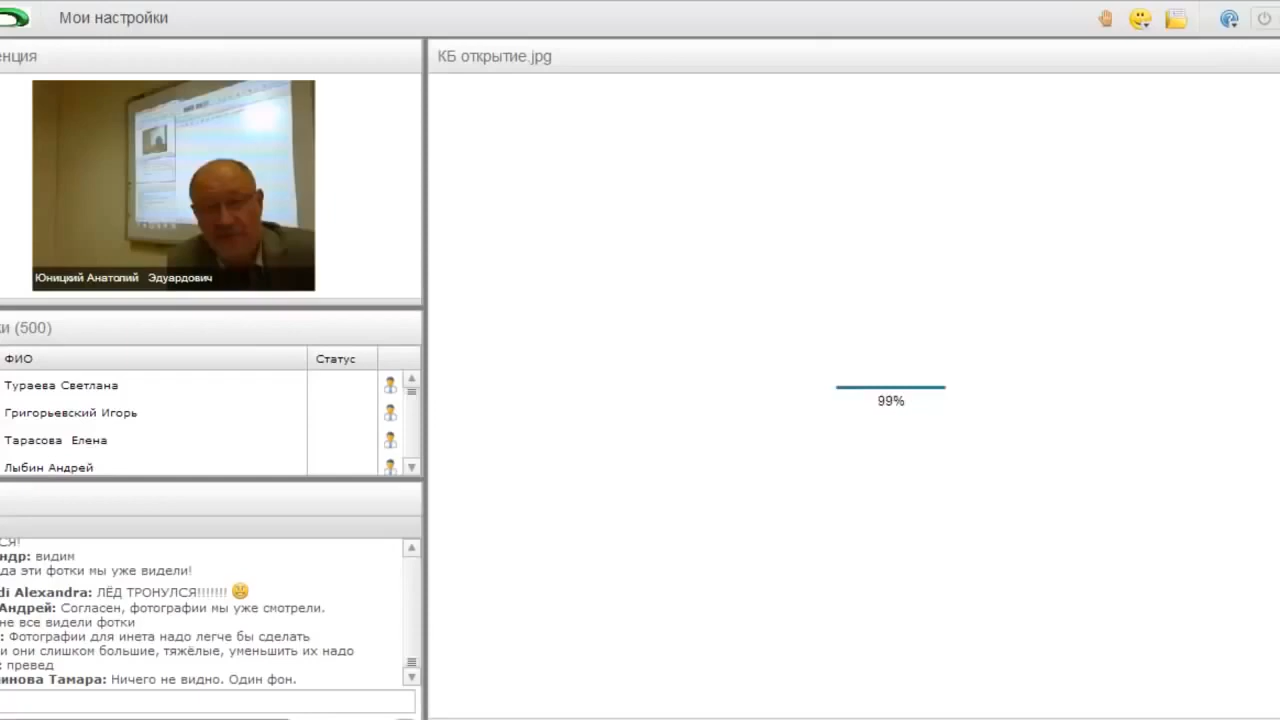 Мои настройки
енция
КБ открытие.jpg
Юницкий Анатолий Эдуардович
ки (500)
ФИО
Статус
Тураева Светлана
Григорьевский Игорь
Тарасова Елена
Лыбин Андрей
99%
СЯ!
ндр: видим
да эти фотки мы уже видели!
di Alexandra: ЛЁД ТРОНУЛСЯ!!!!!!!
Андрей: Согласен, фотографии мы уже смотрели.
не все видели фотки
: Фотографии для инета надо легче бы сделать
и они слишком большие, тяжёлые, уменьшить их надо
: превед
инова Тамара: Ничего не видно. Один фон.